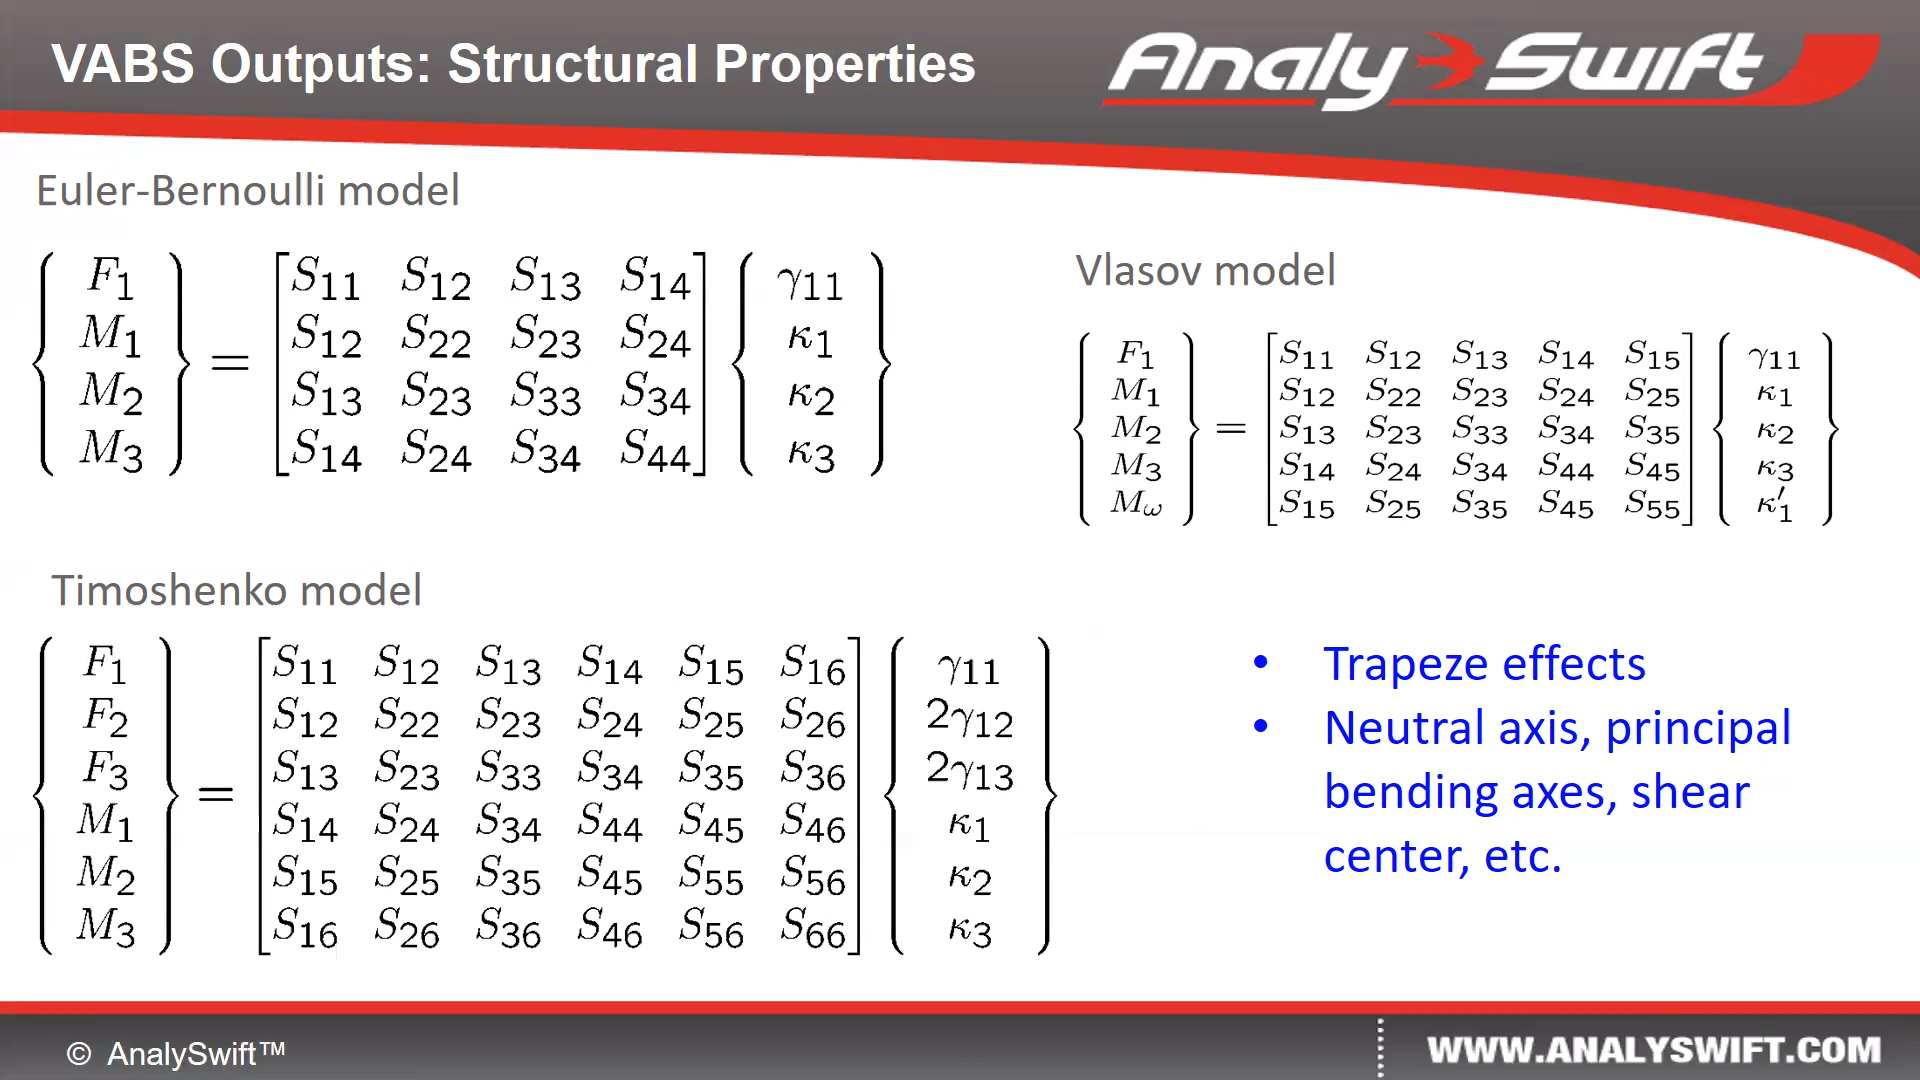 VABS Outputs: Structural Properties
Analy Swift
Euler-Bernoulli model
F₁ S₁₁ S₁₂ S₁₃ S₁₄ γ₁₁
M₁ S₁₂ S₂₂ S₂₃ S₂₄ κ₁
M₂ = S₁₃ S₂₃ S₃₃ S₃₄ κ₂
M₃ S₁₄ S₂₄ S₃₄ S₄₄ κ₃
Vlasov model
F₁ S₁₁ S₁₂ S₁₃ S₁₄ S₁₅ γ₁₁
M₁ S₁₂ S₂₂ S₂₃ S₂₄ S₂₅ κ₁
M₂ = S₁₃ S₂₃ S₃₃ S₃₄ S₃₅ κ₂
M₃ S₁₄ S₂₄ S₃₄ S₄₄ S₄₅ κ₃
M_ω S₁₅ S₂₅ S₃₅ S₄₅ S₅₅ κ′₁
Timoshenko model
F₁ S₁₁ S₁₂ S₁₃ S₁₄ S₁₅ S₁₆ γ₁₁
F₂ S₁₂ S₂₂ S₂₃ S₂₄ S₂₅ S₂₆ 2γ₁₂
F₃ = S₁₃ S₂₃ S₃₃ S₃₄ S₃₅ S₃₆ 2γ₁₃
M₁ S₁₄ S₂₄ S₃₄ S₄₄ S₄₅ S₄₆ κ₁
M₂ S₁₅ S₂₅ S₃₅ S₄₅ S₅₅ S₅₆ κ₂
M₃ S₁₆ S₂₆ S₃₆ S₄₆ S₅₆ S₆₆ κ₃
• Trapeze effects
• Neutral axis, principal
bending axes, shear
center, etc.
© AnalySwift™
WWW.ANALYSWIFT.COM